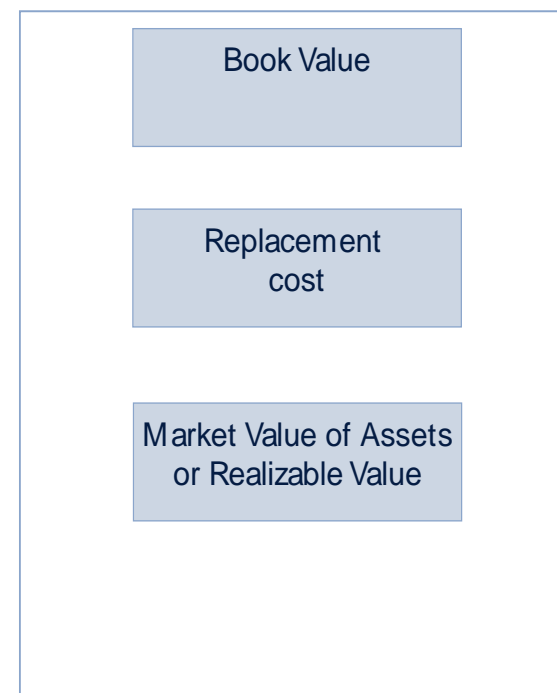 Book Value
Replacement
cost
Market Value of Assets
or Realizable Value